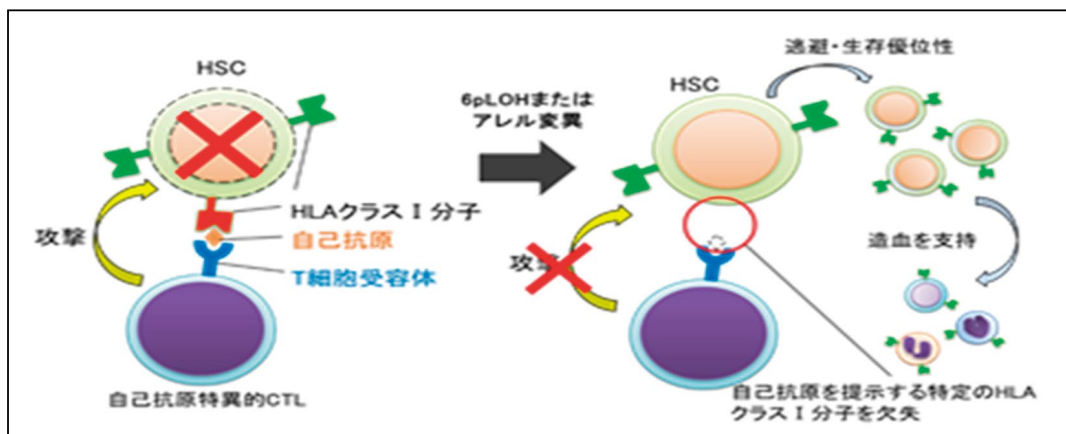 HSC
HLAクラスⅠ分子
自己抗原
T細胞受容体
攻撃
自己抗原特異的CTL
6pLOHまたは
アレル変異
逃避・生存優位性
HSC
攻撃
造血を支持
自己抗原を提示する特定のHLA
クラスⅠ分子を欠失